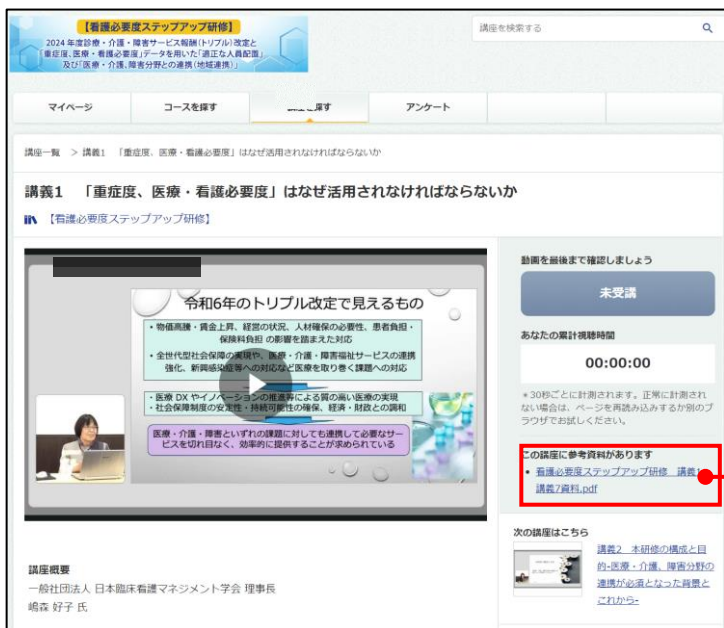 【看護必要度ステップアップ研修】
2024年度診療・介護・障害サービス報酬(トリプル)改定と
「重症度、医療・看護必要度」データを用いた「適正な人員配置」
及び「医療・介護、障害分野との連携(地域連携)」
講座を検索する
マイページ
コースを探す
探す
アンケート
講座一覧 > 講義1 「重症度、医療・看護必要度」はなぜ活用されなければならないか
講義1 「重症度、医療・看護必要度」はなぜ活用されなければならないか
【看護必要度ステップアップ研修】
令和6年のトリプル改定で見えるもの
・物価高騰・賃金上昇、経営の状況、人材確保の必要性、患者負担・
保険料負担 の影響を踏まえた対応
・全世代型社会保障の実現や、医療・介護・障害福祉サービスの連携
強化、新興感染症等への対応など医療を取り巻く課題への対応
・医療 DX やイノベーションの推進等による質の高い医療の実現
・社会保障制度の安定性・持続可能性の確保、経済・財政との調和
医療・介護・障害といずれの課題に対しても連携して必要なサー
ビスを切れ目なく、効率的に提供することが求められている
動画を最後まで確認しましょう
未受講
あなたの累計視聴時間
00:00:00
*30秒ごとに計測されます。正常に計測され
ない場合は、ページを再読み込みするか別のブ
ラウザでお試しください。
この講座に参考資料があります
• 看護必要度ステップアップ研修 講義1
講義7資料.pdf
次の講座はこちら
講義2 本研修の構成と目
的-医療・介護、障害分野の
連携が必須となった背景と
これから-
講座概要
一般社団法人 日本臨床看護マネジメント学会 理事長
嶋森 好子 氏